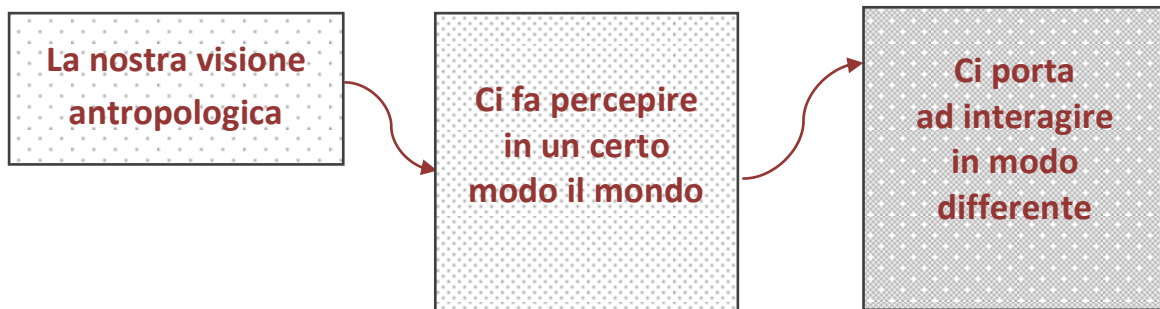 La nostra visione
antropologica
Ci fa percepire
in un certo
modo il mondo
Ci porta
ad interagire
in modo
differente